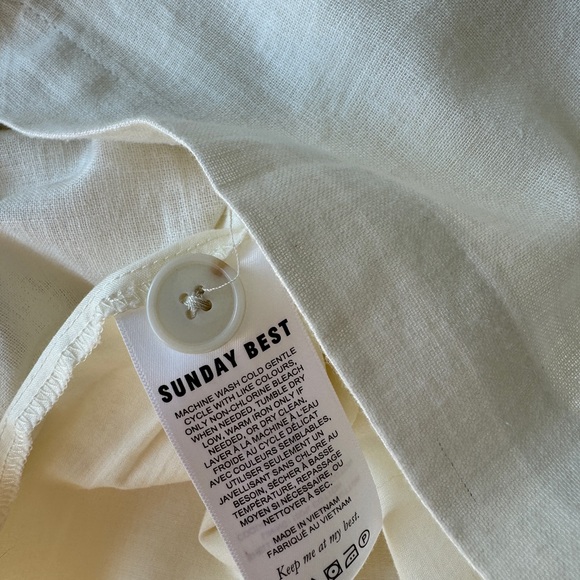 SUNDAY BEST
MACHINE WASH COLD GENTLE
CYCLE WITH LIKE COLOURS,
ONLY NON-CHLORINE BLEACH
WHEN NEEDED, TUMBLE DRY
LOW, WARM IRON ONLY IF
NEEDED, OR DRY CLEAN.
LAVER À LA MACHINE À L'EAU
FROIDE AU CYCLE DÉLICAT
AVEC COULEURS SEMBLABLES,
UTILISER SEULEMENT UN
JAVELLISANT SANS CHLORE AU
BESOIN, SÉCHER À BASSE
TEMPÉRATURE, REPASSAGE
MOYEN SI NÉCESSAIRE, OU
NETTOYER À SEC.
MADE IN VIETNAM
FABRIQUÉ AU VIETNAM
Keep me at my best.